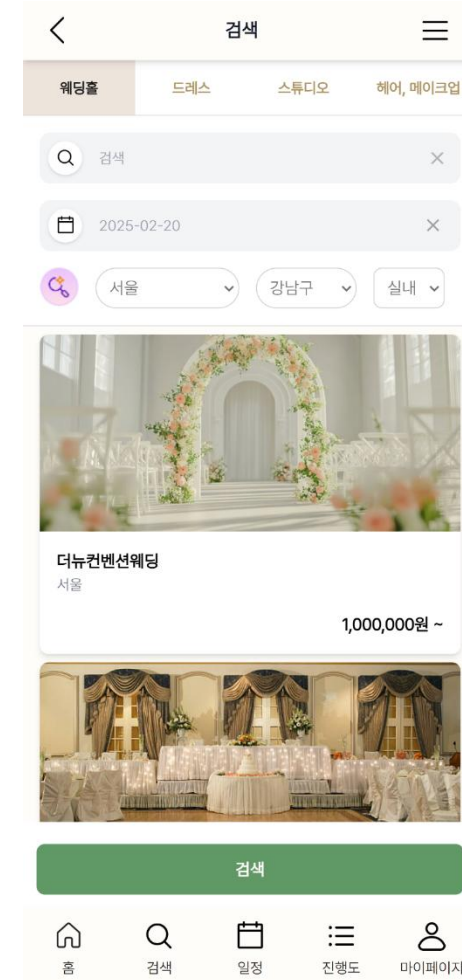 검색
웨딩홀 드레스 스튜디오 헤어, 메이크업
검색
2025-02-20
서울 강남구 실내
더뉴컨벤션웨딩
서울
1,000,000원 ~
검색
홈 검색 일정 진행도 마이페이지